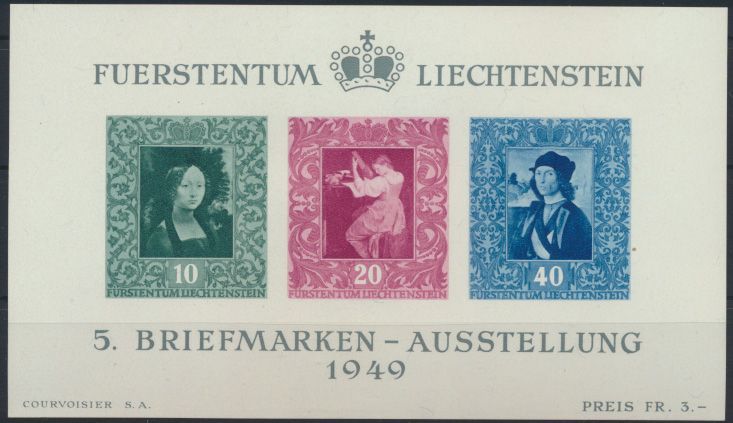 FUERSTENTUM LIECHTENSTEIN
10
FÜRSTENTUM LIECHTENSTEIN
20
FÜRSTENTUM LIECHTENSTEIN
40
FÜRSTENTUM LIECHTENSTEIN
5. BRIEFMARKEN - AUSSTELLUNG
1949
COURVOISIER S.A.
PREIS FR. 3.-